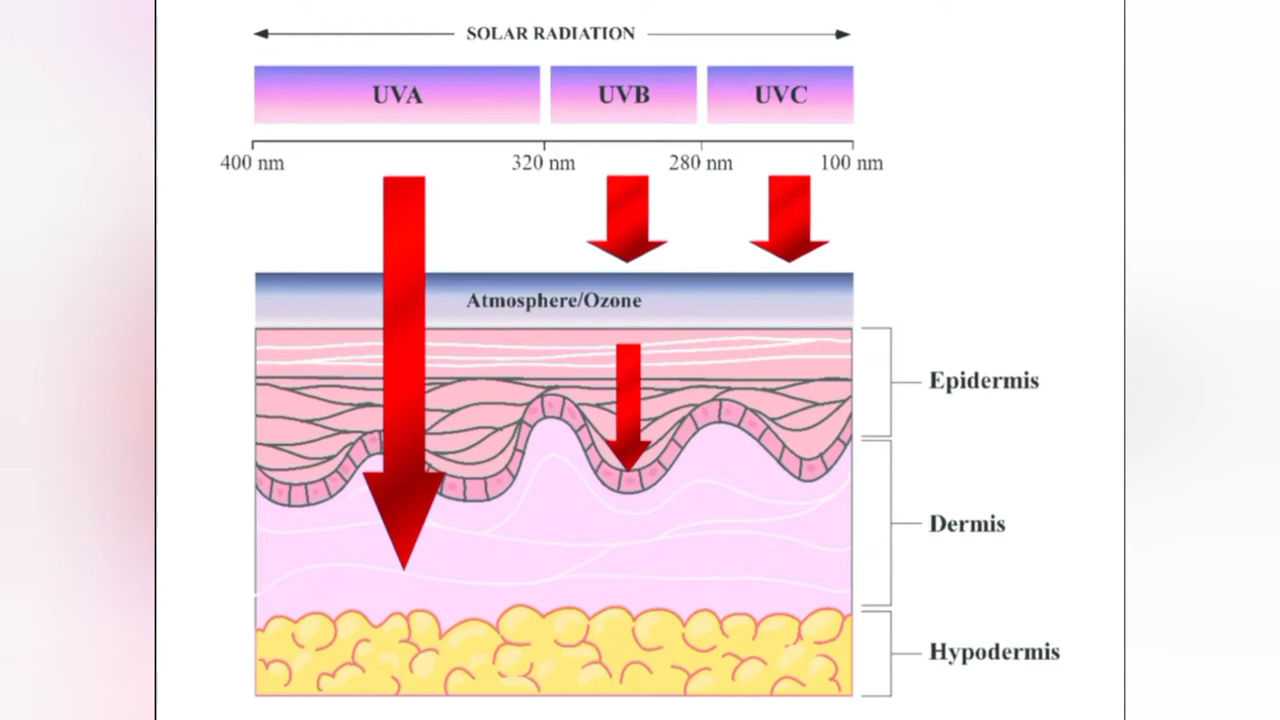 SOLAR RADIATION
UVA UVB UVC
400 nm 320 nm 280 nm 100 nm
Atmosphere/Ozone
Epidermis
Dermis
Hypodermis